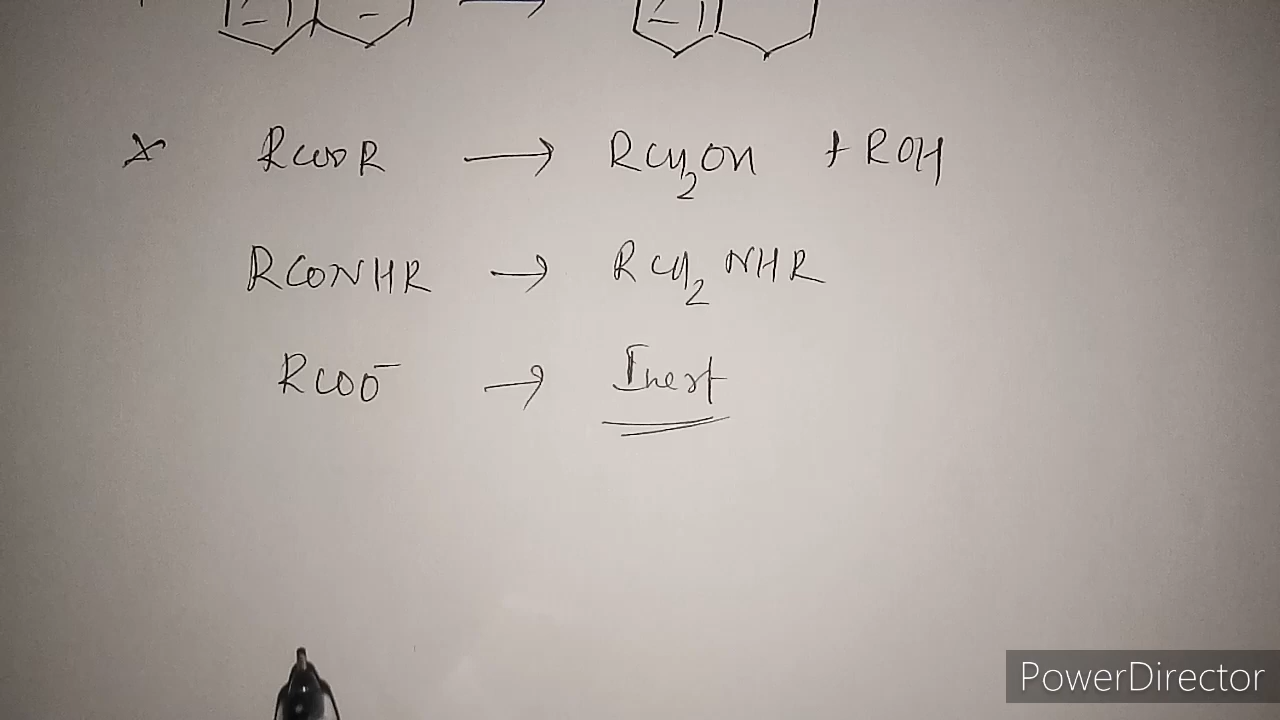 RCOOR → RCH₂OH + ROH
RCONHR → RCH₂NHR
RCOO⁻ → Inert
PowerDirector